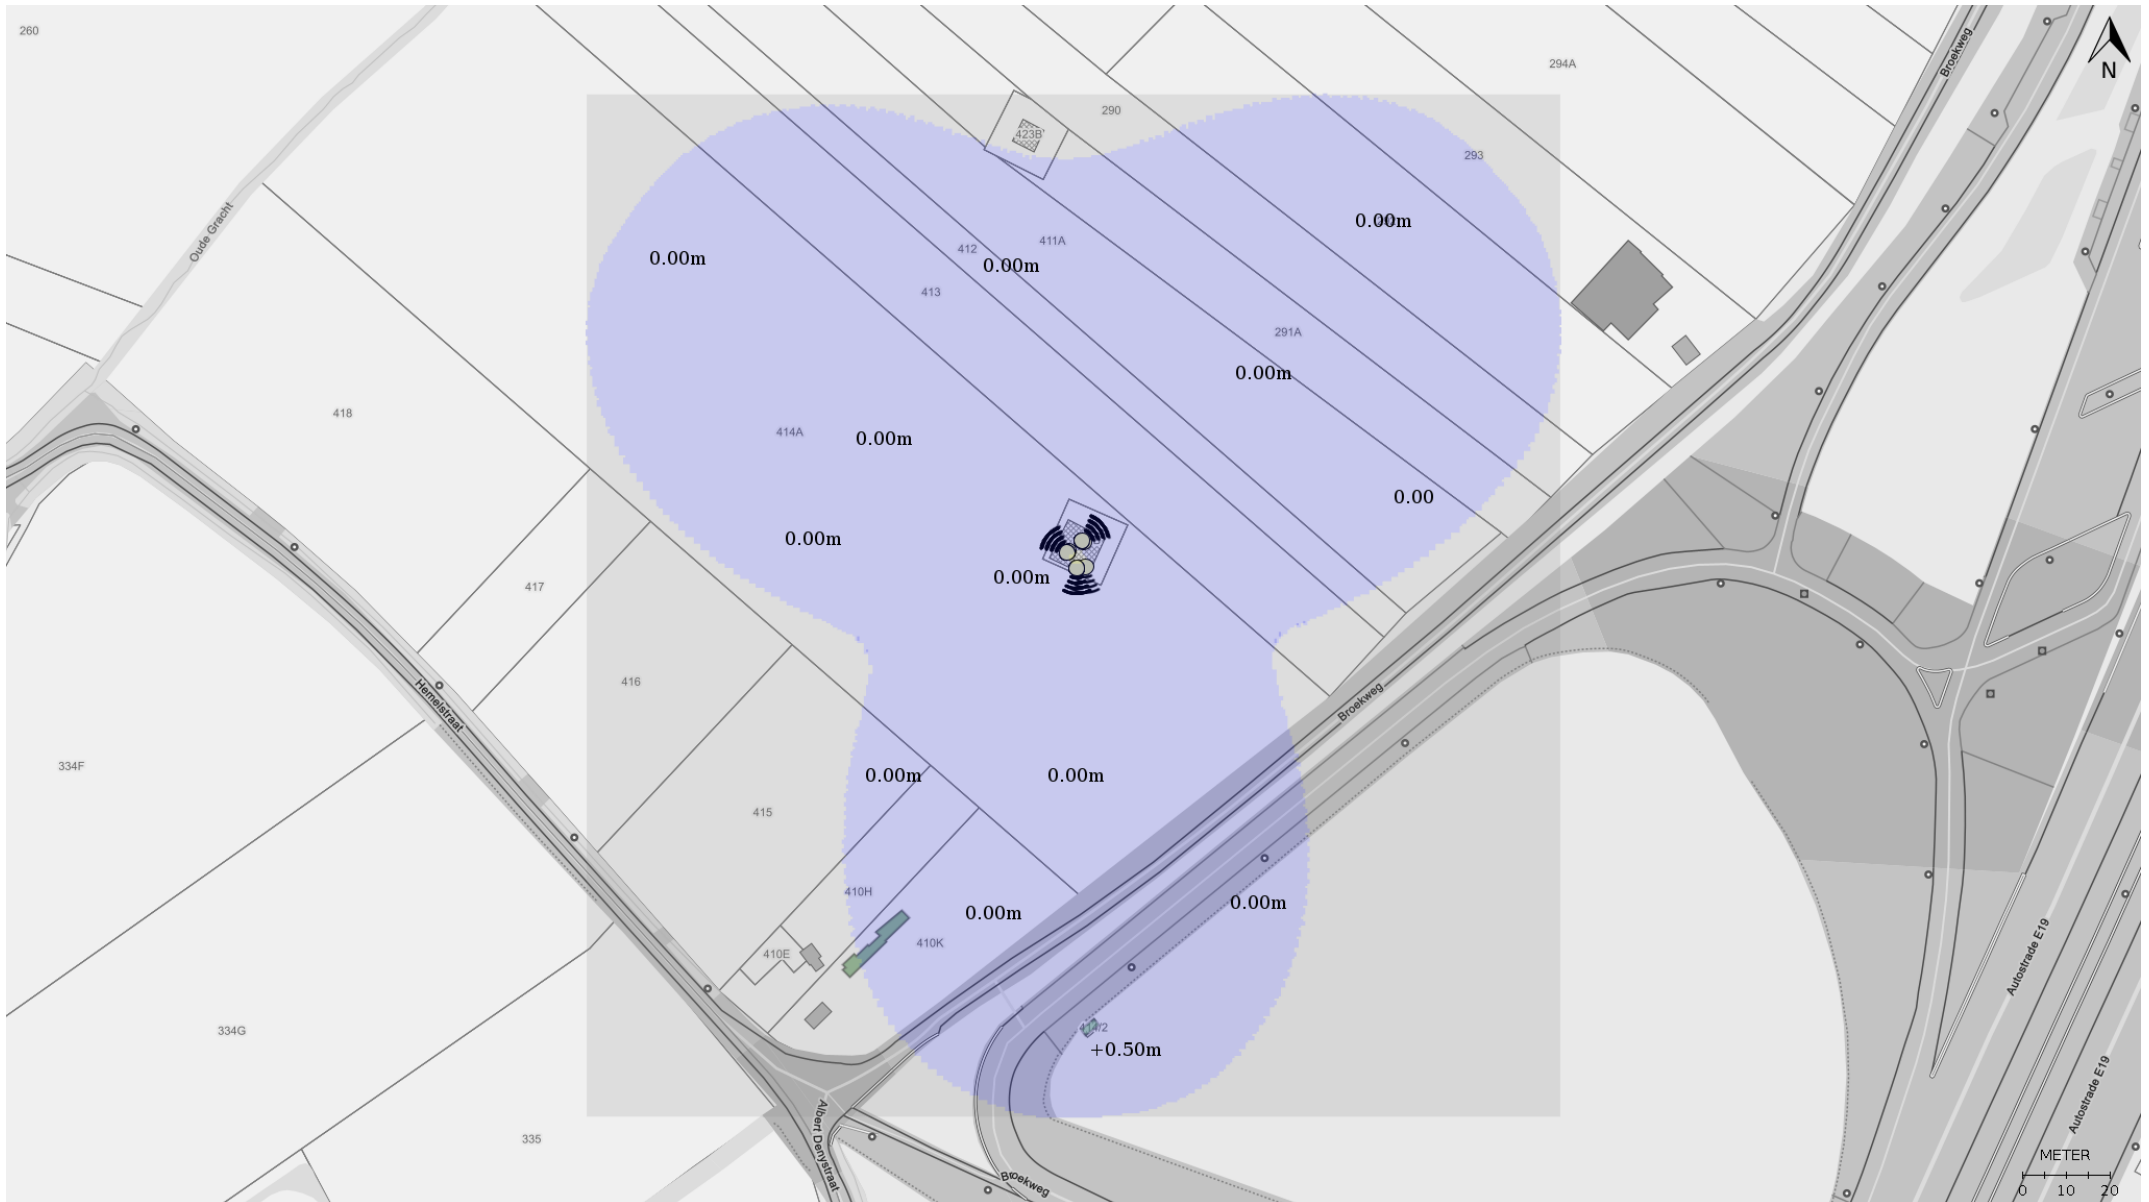 260
294A
Broekweg
N
290
423B
293
0.00m
Oude Gracht
411A
412
0.00m
0.00m
413
291A
0.00m
418
414A
0.00m
0.00
0.00m
0.00m
417
416
Hemelstraat
Broekweg
334F
0.00m
0.00m
415
410H
0.00m
0.00m
410K
410E
Autostrade E19
334G
414/2
+0.50m
Autostrade E19
Albert Denystraat
335
METER
Broekweg
0 10 20